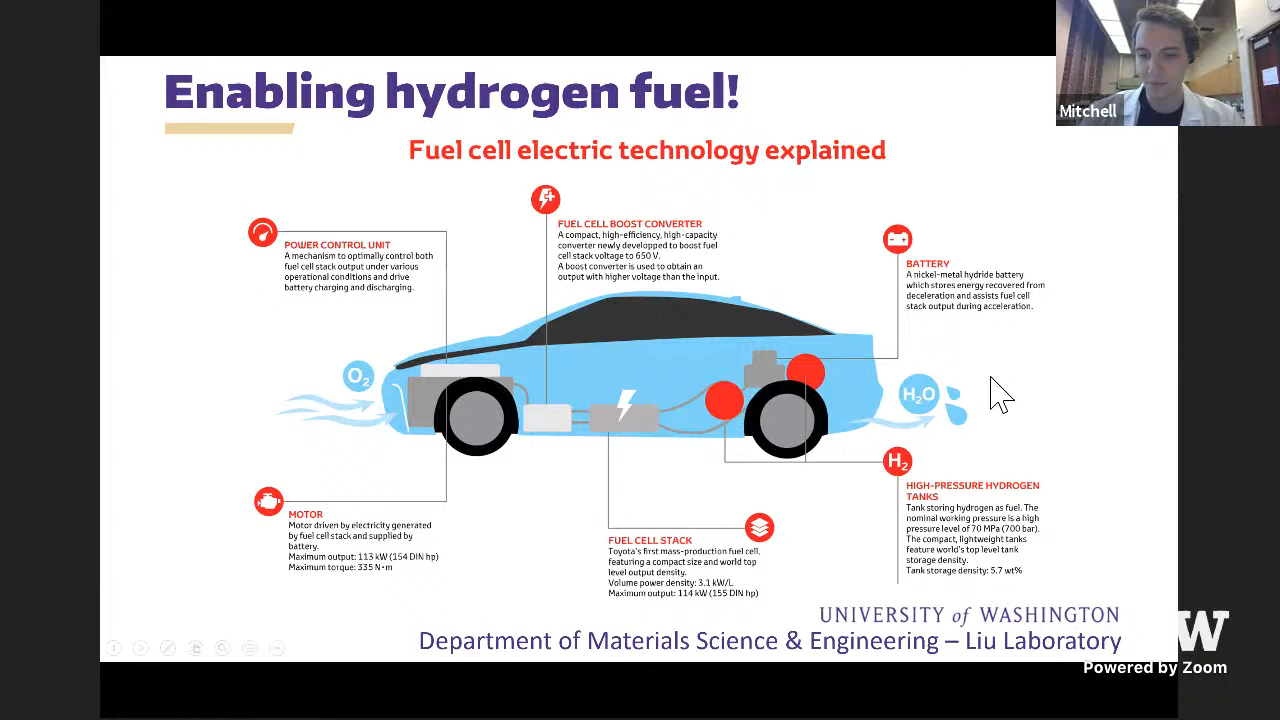 Enabling hydrogen fuel!
Mitchell
Fuel cell electric technology explained
POWER CONTROL UNIT
A mechanism to optimally control both
fuel cell stack output under various
operational conditions and drive
battery charging and discharging.
FUEL CELL BOOST CONVERTER
A compact, high-efficiency, high-capacity
converter newly developped to boost fuel
cell stack voltage to 650 V.
A boost converter is used to obtain an
output with higher voltage than the input.
BATTERY
A nickel-metal hydride battery
which stores energy recovered from
deceleration and assists fuel cell
stack output during acceleration.
O₂
H₂O
MOTOR
Motor driven by electricity generated
by fuel cell stack and supplied by
battery.
Maximum output: 113 kW (154 DIN hp)
Maximum torque: 335 N•m
FUEL CELL STACK
Toyota's first mass-production fuel cell,
featuring a compact size and world top
level output density.
Volume power density: 3.1 kW/L
Maximum output: 114 kW (155 DIN hp)
H₂
HIGH-PRESSURE HYDROGEN
TANKS
Tank storing hydrogen as fuel. The
nominal working pressure is a high
pressure level of 70 MPa (700 bar).
The compact, lightweight tanks
feature world's top level tank
storage density.
Tank storage density: 5.7 wt%
UNIVERSITY of WASHINGTON
Department of Materials Science & Engineering – Liu Laboratory
W
Powered by Zoom